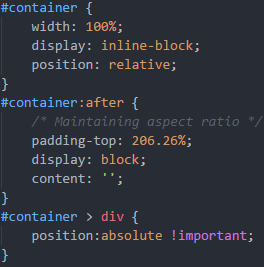 #container {
    width: 100%;
    display: inline-block;
    position: relative;
}
#container:after {
    /* Maintaining aspect ratio */
    padding-top: 206.26%;
    display: block;
    content: '';
}
#container > div {
    position:absolute !important;
}